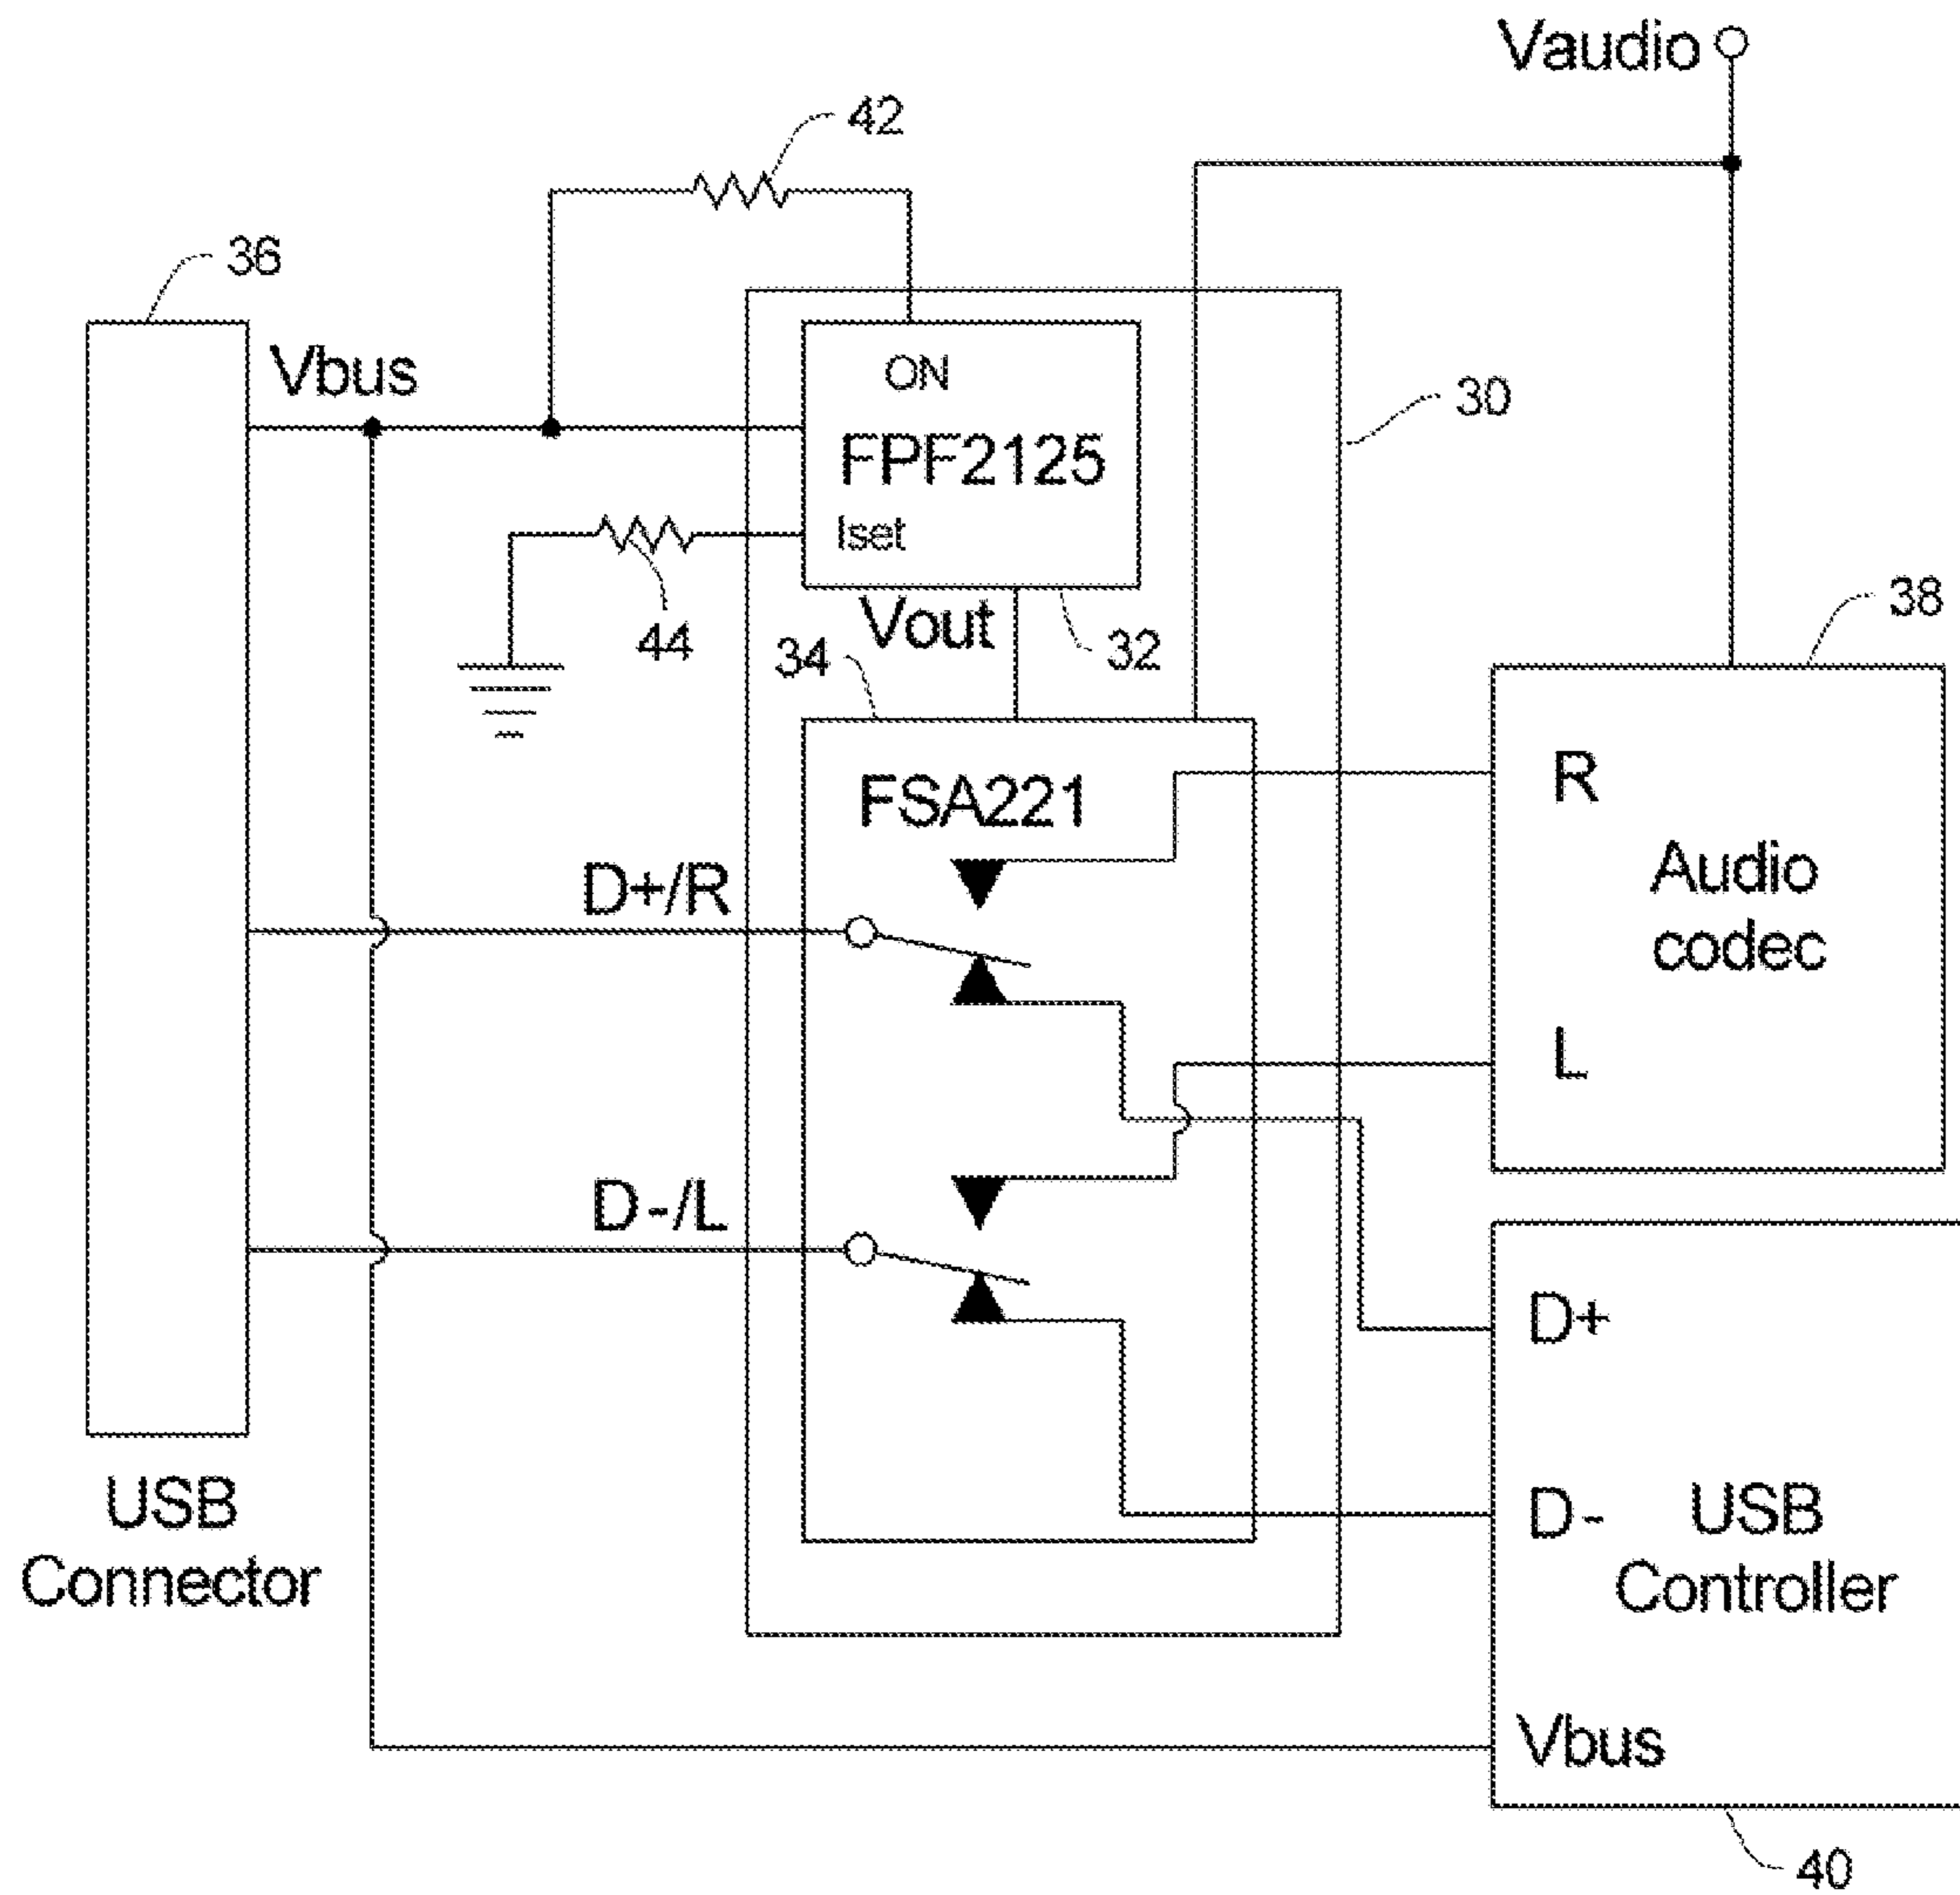 Vaudio
42
36
Vbus
ON
30
FPF2125
Iset
44
Vout
32
34
38
FSA221
R
Audio
codec
D+/R
L
D-/L
D+
USB
Connector
D-
USB
Controller
Vbus
40